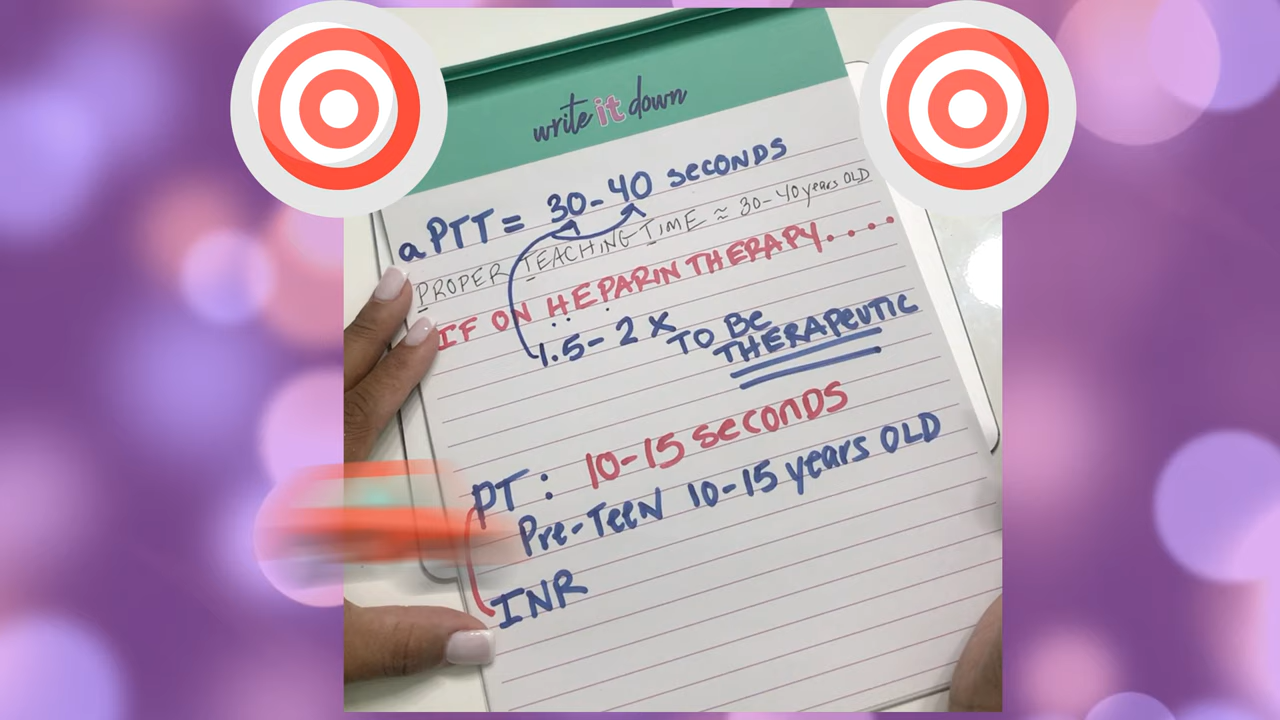 write it down
aPTT = 30-40 seconds
PROPER TEACHING TIME ≈ 30-40 years OLD
IF ON HEPARIN THERAPY....
1.5-2 x TO Be THERAPeUTIC
PT: 10-15 seconds
Pre-TeeN 10-15 years OLD
INR